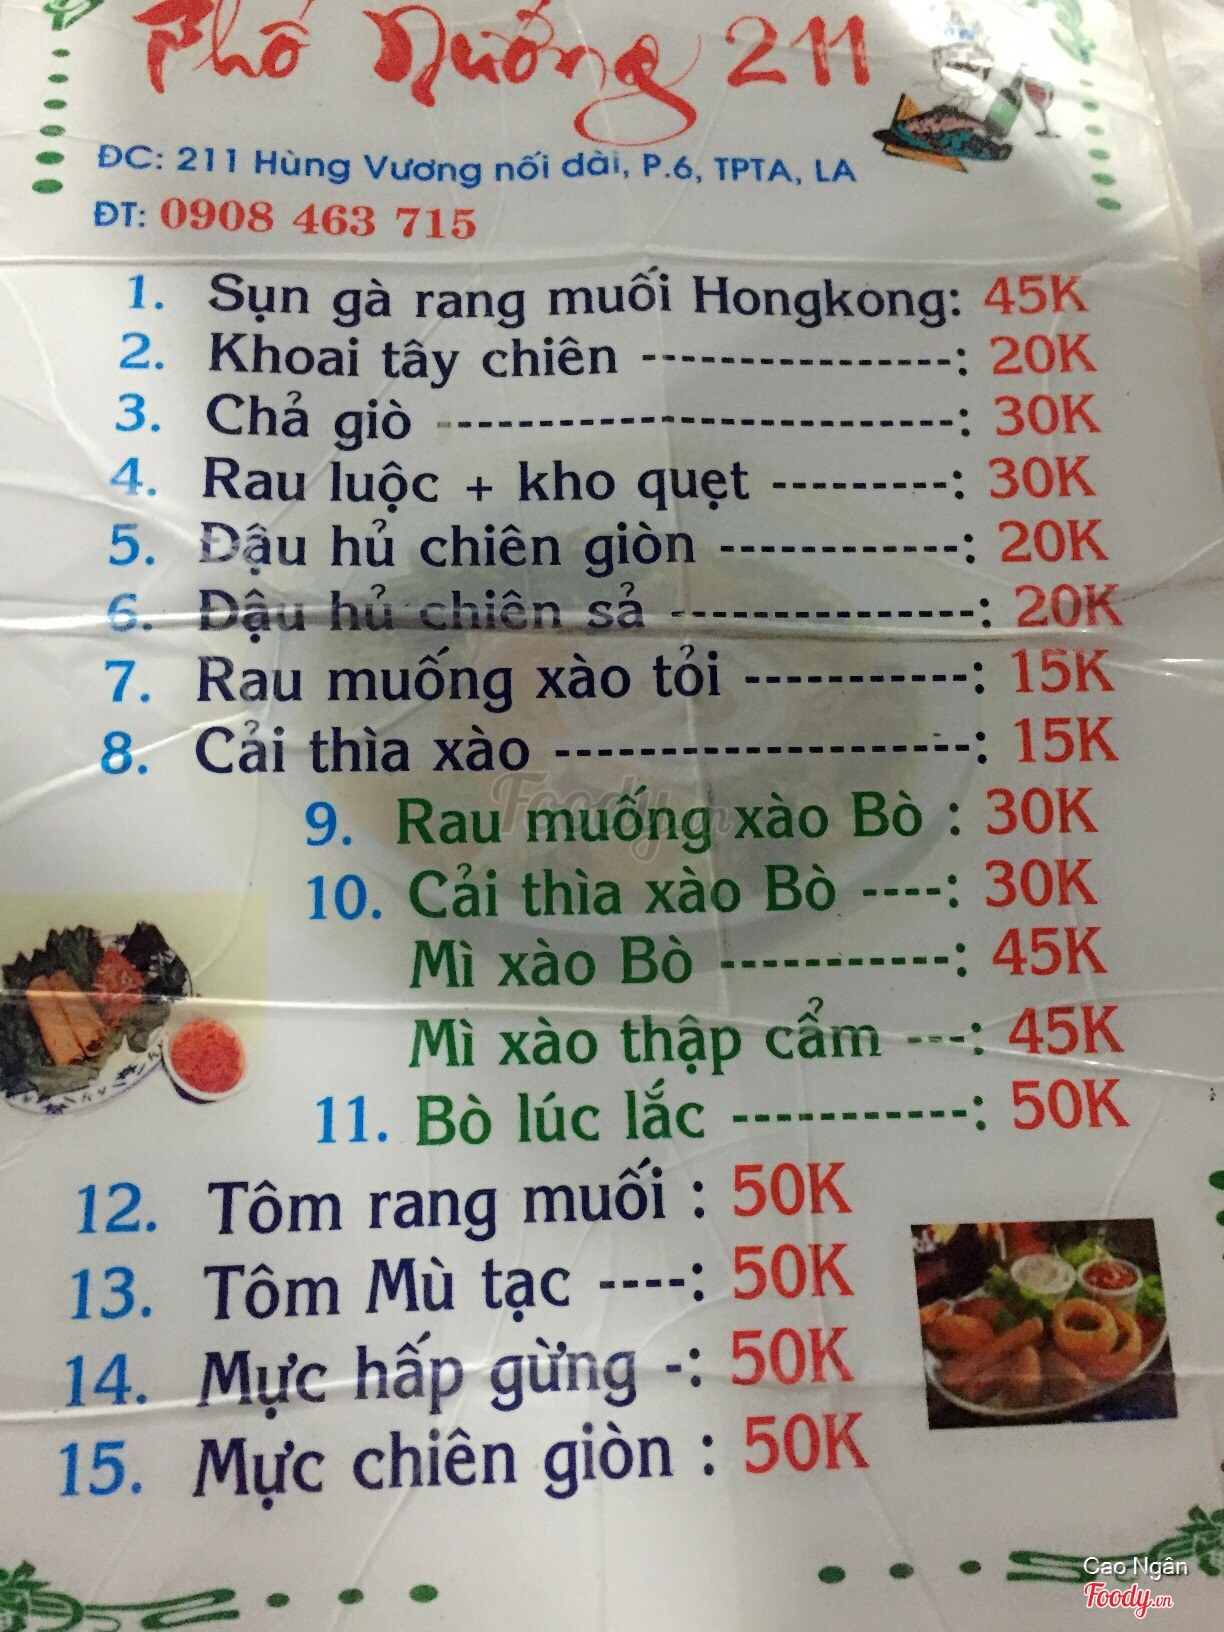 Phố Nướng 211
ĐC: 211 Hùng Vương nối dài, P.6, TPTA, LA
ĐT: 0908 463 715
1. Sụn gà rang muối Hongkong: 45K
2. Khoai tây chiên ----------------: 20K
3. Chả giò --------------------------: 30K
4. Rau luộc + kho quẹt ---------: 30K
5. Đậu hủ chiên giòn ------------: 20K
6. Đậu hủ chiên sả ---------------: 20K
7. Rau muống xào tỏi -----------: 15K
8. Cải thìa xào --------------------: 15K
9. Rau muống xào Bò : 30K
10. Cải thìa xào Bò ----: 30K
Mì xào Bò -----------: 45K
Mì xào thập cẩm ---: 45K
11. Bò lúc lắc -----------: 50K
12. Tôm rang muối : 50K
13. Tôm Mù tạc ----: 50K
14. Mực hấp gừng -: 50K
15. Mực chiên giòn : 50K
Foody.vn
Cao Ngân
Foody.vn